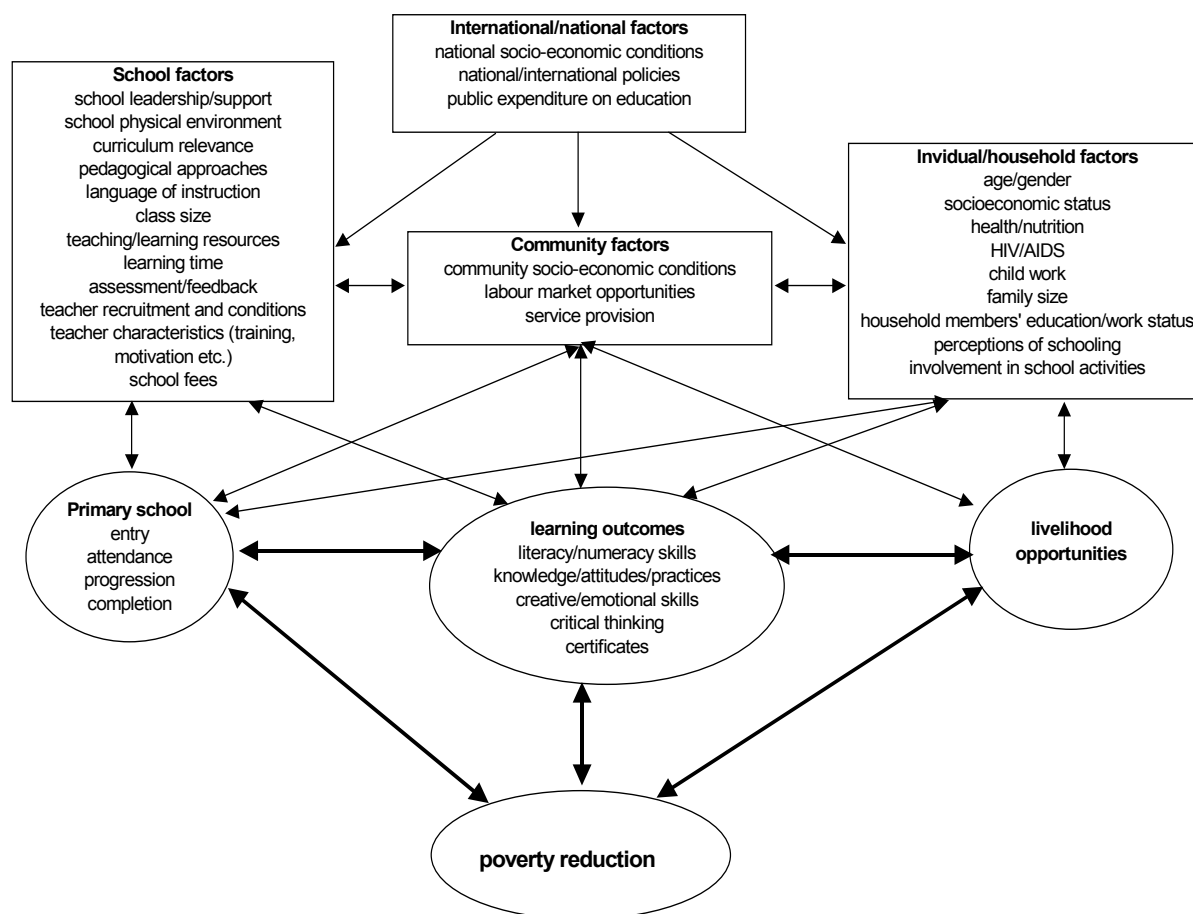 International/national factors
national socio-economic conditions
national/international policies
public expenditure on education
School factors
school leadership/support
school physical environment
curriculum relevance
pedagogical approaches
language of instruction
class size
teaching/learning resources
learning time
assessment/feedback
teacher recruitment and conditions
teacher characteristics (training,
motivation etc.)
school fees
Community factors
community socio-economic conditions
labour market opportunities
service provision
Invidual/household factors
age/gender
socioeconomic status
health/nutrition
HIV/AIDS
child work
family size
household members' education/work status
perceptions of schooling
involvement in school activities
Primary school
entry
attendance
progression
completion
learning outcomes
literacy/numeracy skills
knowledge/attitudes/practices
creative/emotional skills
critical thinking
certificates
livelihood
opportunities
poverty reduction